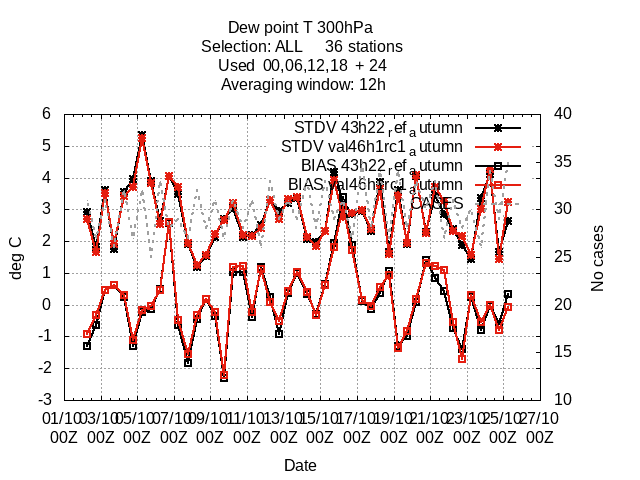 Dew point T 300hPa
Selection: ALL 36 stations
Used 00,06,12,18 + 24
Averaging window: 12h
STDV 43h22_ref_autumn
STDV val46h1rc1_autumn
BIAS 43h22_ref_autumn
BIAS val46h1rc1_autumn
CASES
6
5
4
3
2
1
0
-1
-2
-3
deg C
40
35
30
25
20
15
10
No cases
01/10 03/10 05/10 07/10 09/10 11/10 13/10 15/10 17/10 19/10 21/10 23/10 25/10 27/10
00Z 00Z 00Z 00Z 00Z 00Z 00Z 00Z 00Z 00Z 00Z 00Z 00Z 00Z
Date